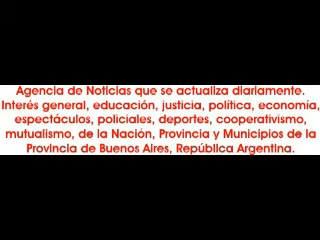 Agencia de Noticias que se actualiza diariamente.
Interés general, educación, justicia, política, economía,
espectáculos, policiales, deportes, cooperativismo,
mutualismo, de la Nación, Provincia y Municipios de la
Provincia de Buenos Aires, República Argentina.